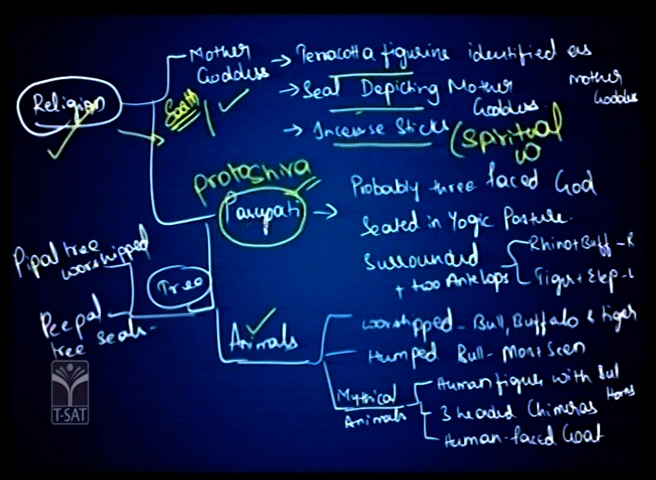 Religion
Mother
Goddess → Terracotta figurine identified as
Mother
Goddess
→ Seal Depicting Mother
Goddess
→ Incense Sticks (spiritual
protoshiva
Pasupati → Probably three faced God
Seated in Yogic Posture.
Surrounded
+ two Antelops
Rhino + Buff - R
Tiger + Elep - L
Pipal tree
worshipped
Tree
Peepal
tree seals-
Animals
worshipped - Bull, Buffalo & tiger
Humped Bull - Most Seen
Mythical
Animals
Human figure with Bul
Horns
3 headed Chimeras
Human-faced Goat
T-SAT